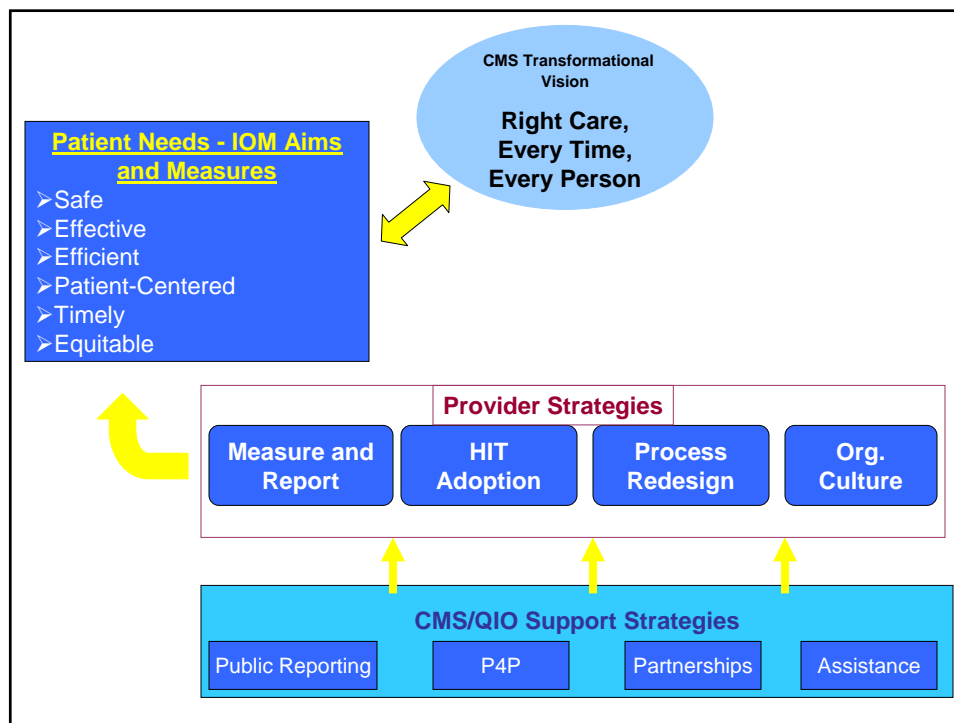 CMS Transformational
Vision
Right Care,
Every Time,
Every Person
Patient Needs - IOM Aims
and Measures
➢Safe
➢Effective
➢Efficient
➢Patient-Centered
➢Timely
➢Equitable
Provider Strategies
Measure and
Report
HIT
Adoption
Process
Redesign
Org.
Culture
CMS/QIO Support Strategies
Public Reporting
P4P
Partnerships
Assistance